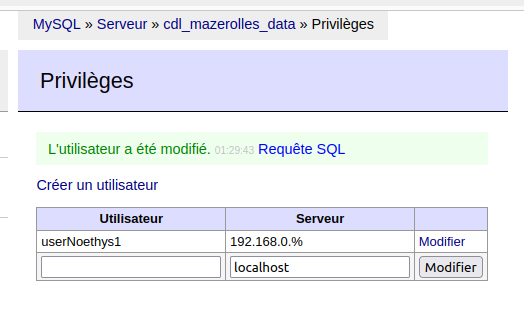 MySQL » Serveur » cdl_mazerolles_data » Privilèges
Privilèges
L'utilisateur a été modifié. 01:29:43 Requête SQL
Créer un utilisateur
Utilisateur Serveur
userNoethys1 192.168.0.% Modifier
localhost Modifier